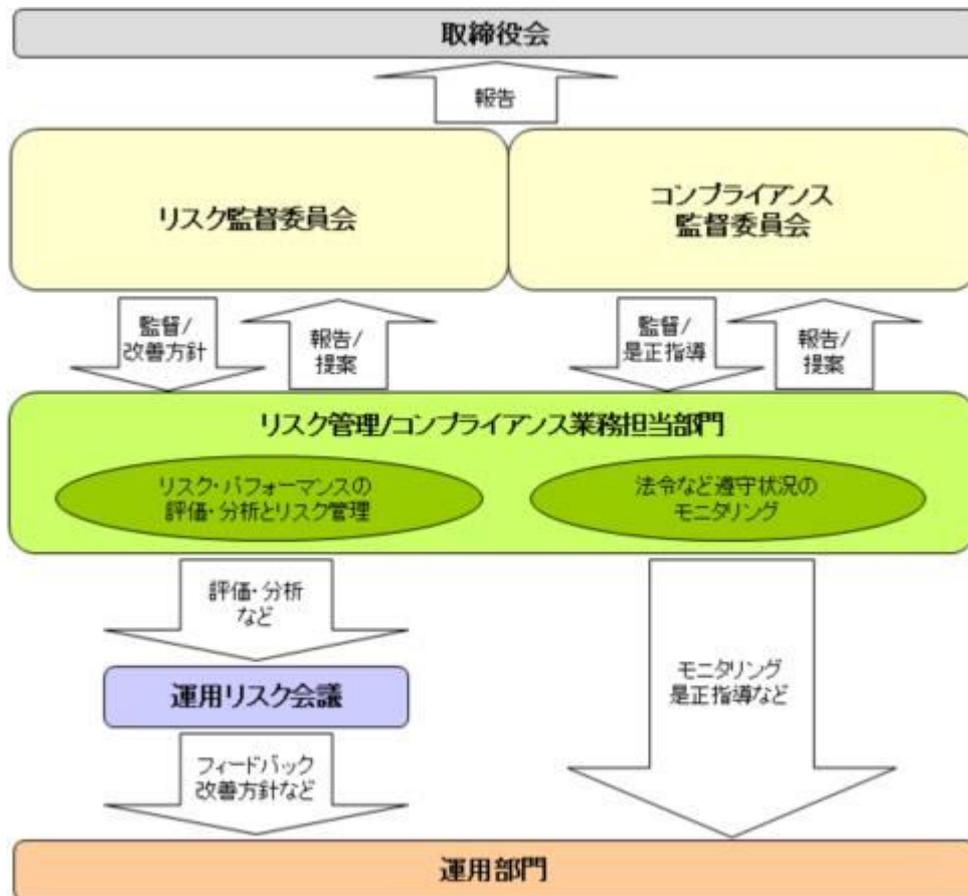 取締役会
報告
リスク監督委員会
コンプライアンス
監督委員会
監督/
改善方針
報告/
提案
監督/
是正指導
報告/
提案
リスク管理/コンプライアンス業務担当部門
リスク・パフォーマンスの
評価・分析とリスク管理
法令など遵守状況の
モニタリング
評価・分析
など
運用リスク会議
モニタリング
是正指導など
フィードバック
改善方針など
運用部門